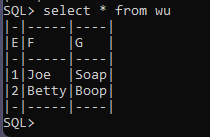 SQL> select * from wu
|-|-----|----|
|E|F    |G   |
|-|-----|----|
|1|Joe  |Soap|
|2|Betty|Boop|
|-|-----|----|
SQL>